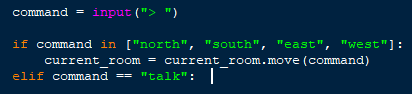 command = input("> ")
if command in ["north", "south", "east", "west"]:
    current_room = current_room.move(command)
elif command == "talk":